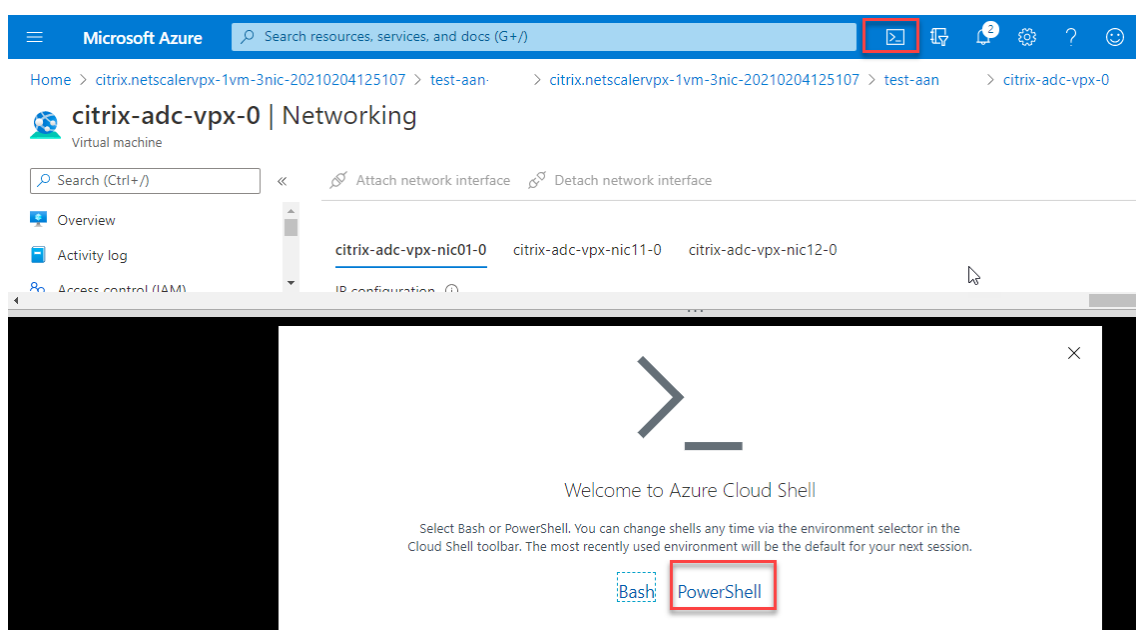 Microsoft Azure
Search resources, services, and docs (G+/)
2
Home > citrix.netscalervpx-1vm-3nic-20210204125107 > test-aan- > citrix.netscalervpx-1vm-3nic-20210204125107 > test-aan > citrix-adc-vpx-0
citrix-adc-vpx-0 | Networking
Virtual machine
Search (Ctrl+/)
«
Attach network interface
Detach network interface
Overview
Activity log
Access control (IAM)
citrix-adc-vpx-nic01-0
citrix-adc-vpx-nic11-0
citrix-adc-vpx-nic12-0
IP configuration
Welcome to Azure Cloud Shell
Select Bash or PowerShell. You can change shells any time via the environment selector in the
Cloud Shell toolbar. The most recently used environment will be the default for your next session.
Bash
PowerShell